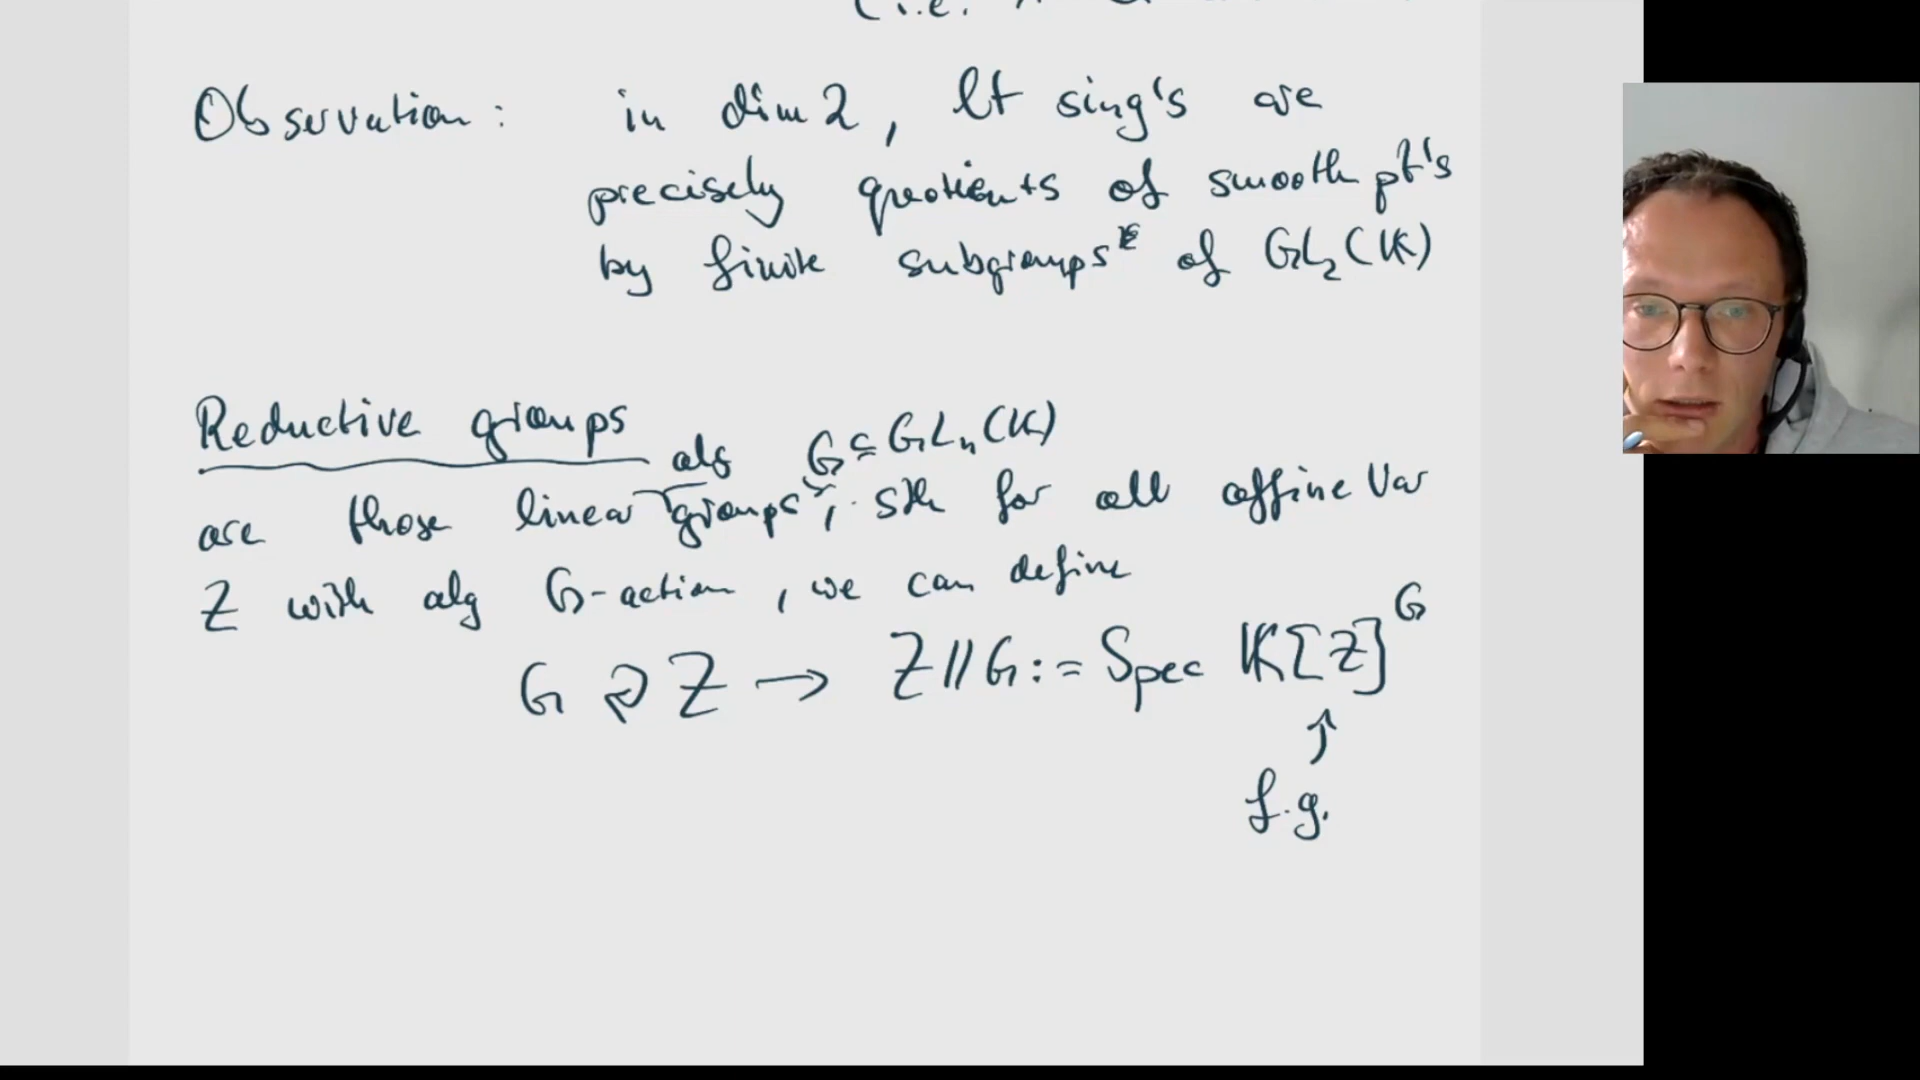 (i.e.
Observation: in dim 2, lt sing's are
precisely quotients of smooth pt's
by finite subgroups of GL₂(𝕂)
Reductive groups
alg G ⊆ GLₙ(𝕂)
are those linear groups, sth for all affine Var
Z with alg G-action, we can define
G ↻ Z → Z//G := Spec 𝕂[Z]^G
↑
f.g.